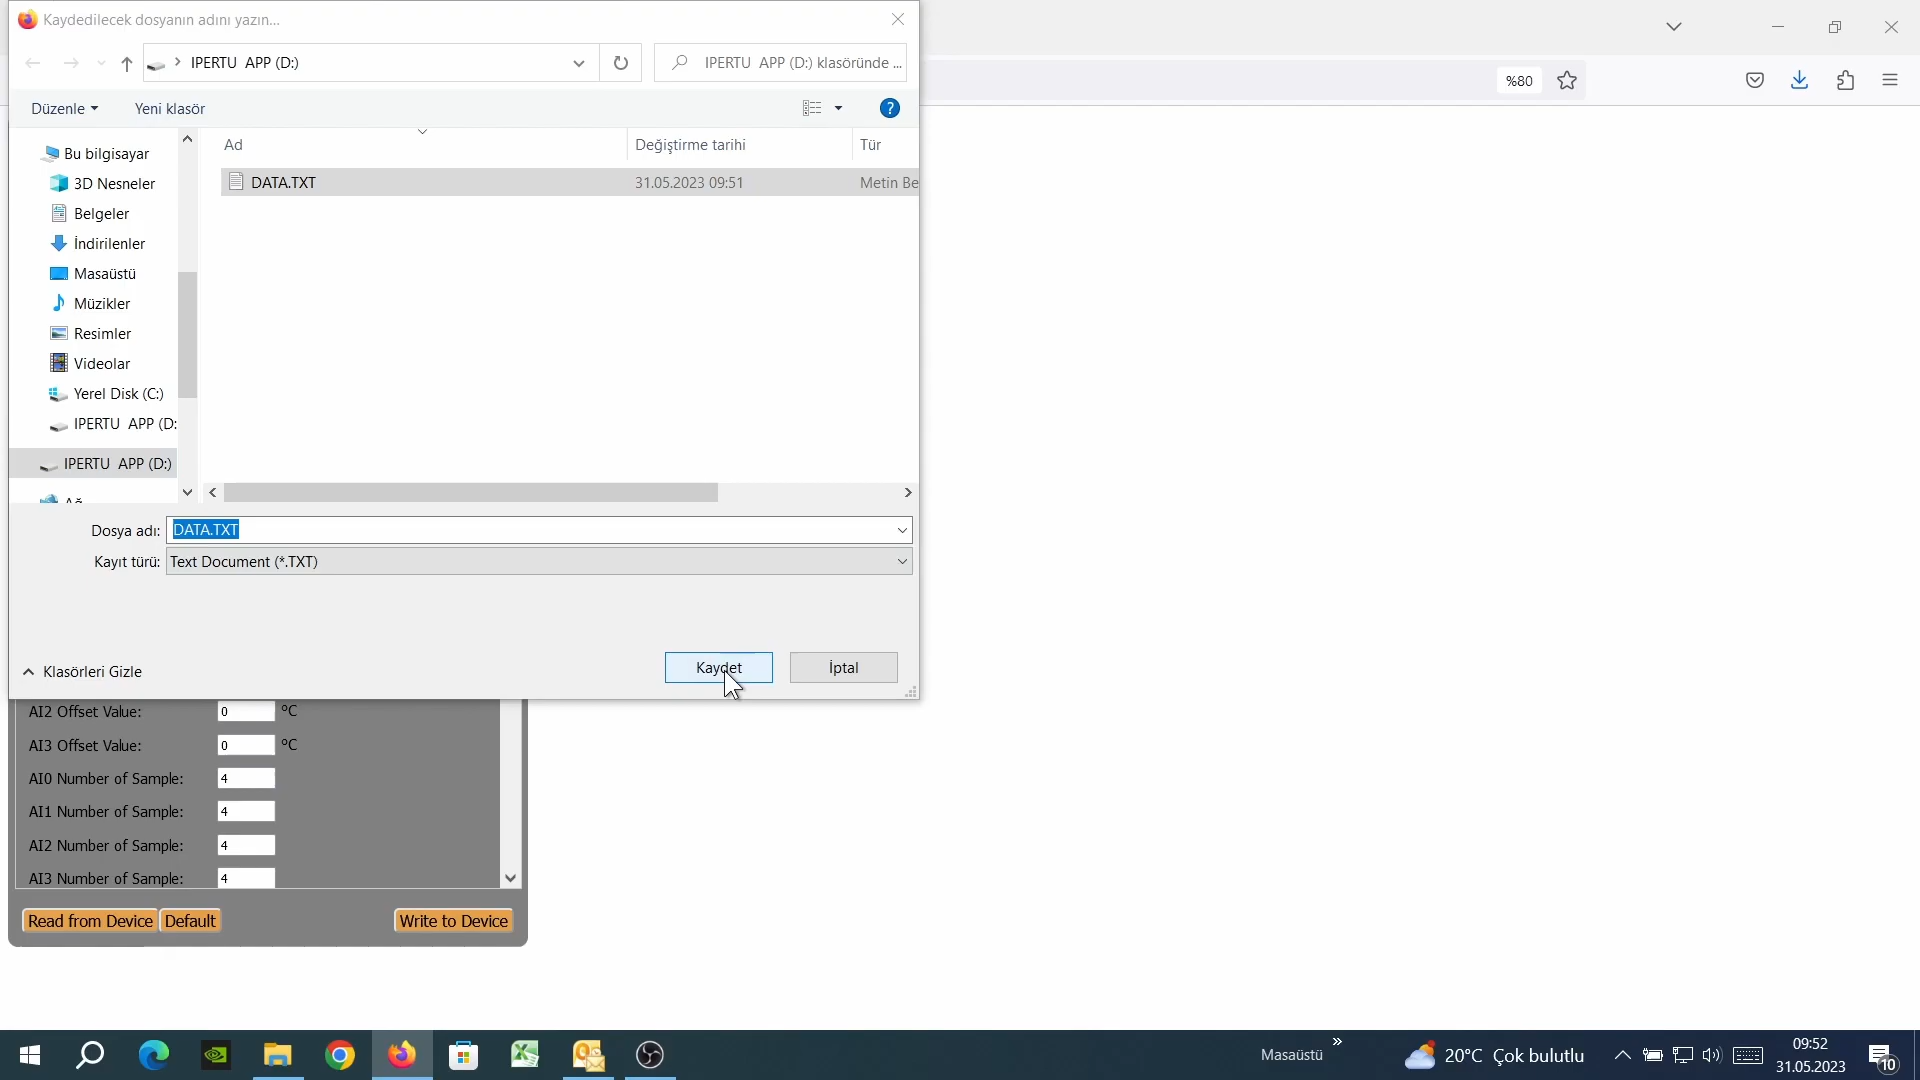 Kaydedilecek dosyanın adını yazın...
IPERTU APP (D:)
IPERTU APP (D:) klasöründe ...
%80
Düzenle
Yeni klasör
?
Ad
Değiştirme tarihi
Tür
Bu bilgisayar
3D Nesneler
Belgeler
İndirilenler
Masaüstü
Müzikler
Resimler
Videolar
Yerel Disk (C:)
IPERTU APP (D:
IPERTU APP (D:)
DATA.TXT
31.05.2023 09:51
Metin Be
Dosya adı:
DATA.TXT
Kayıt türü:
Text Document (*.TXT)
Klasörleri Gizle
Kaydet
İptal
AI2 Offset Value:
0
ºC
AI3 Offset Value:
0
ºC
AI0 Number of Sample:
4
AI1 Number of Sample:
4
AI2 Number of Sample:
4
AI3 Number of Sample:
4
Read from Device
Default
Write to Device
Masaüstü
20°C Çok bulutlu
09:52
31.05.2023
10